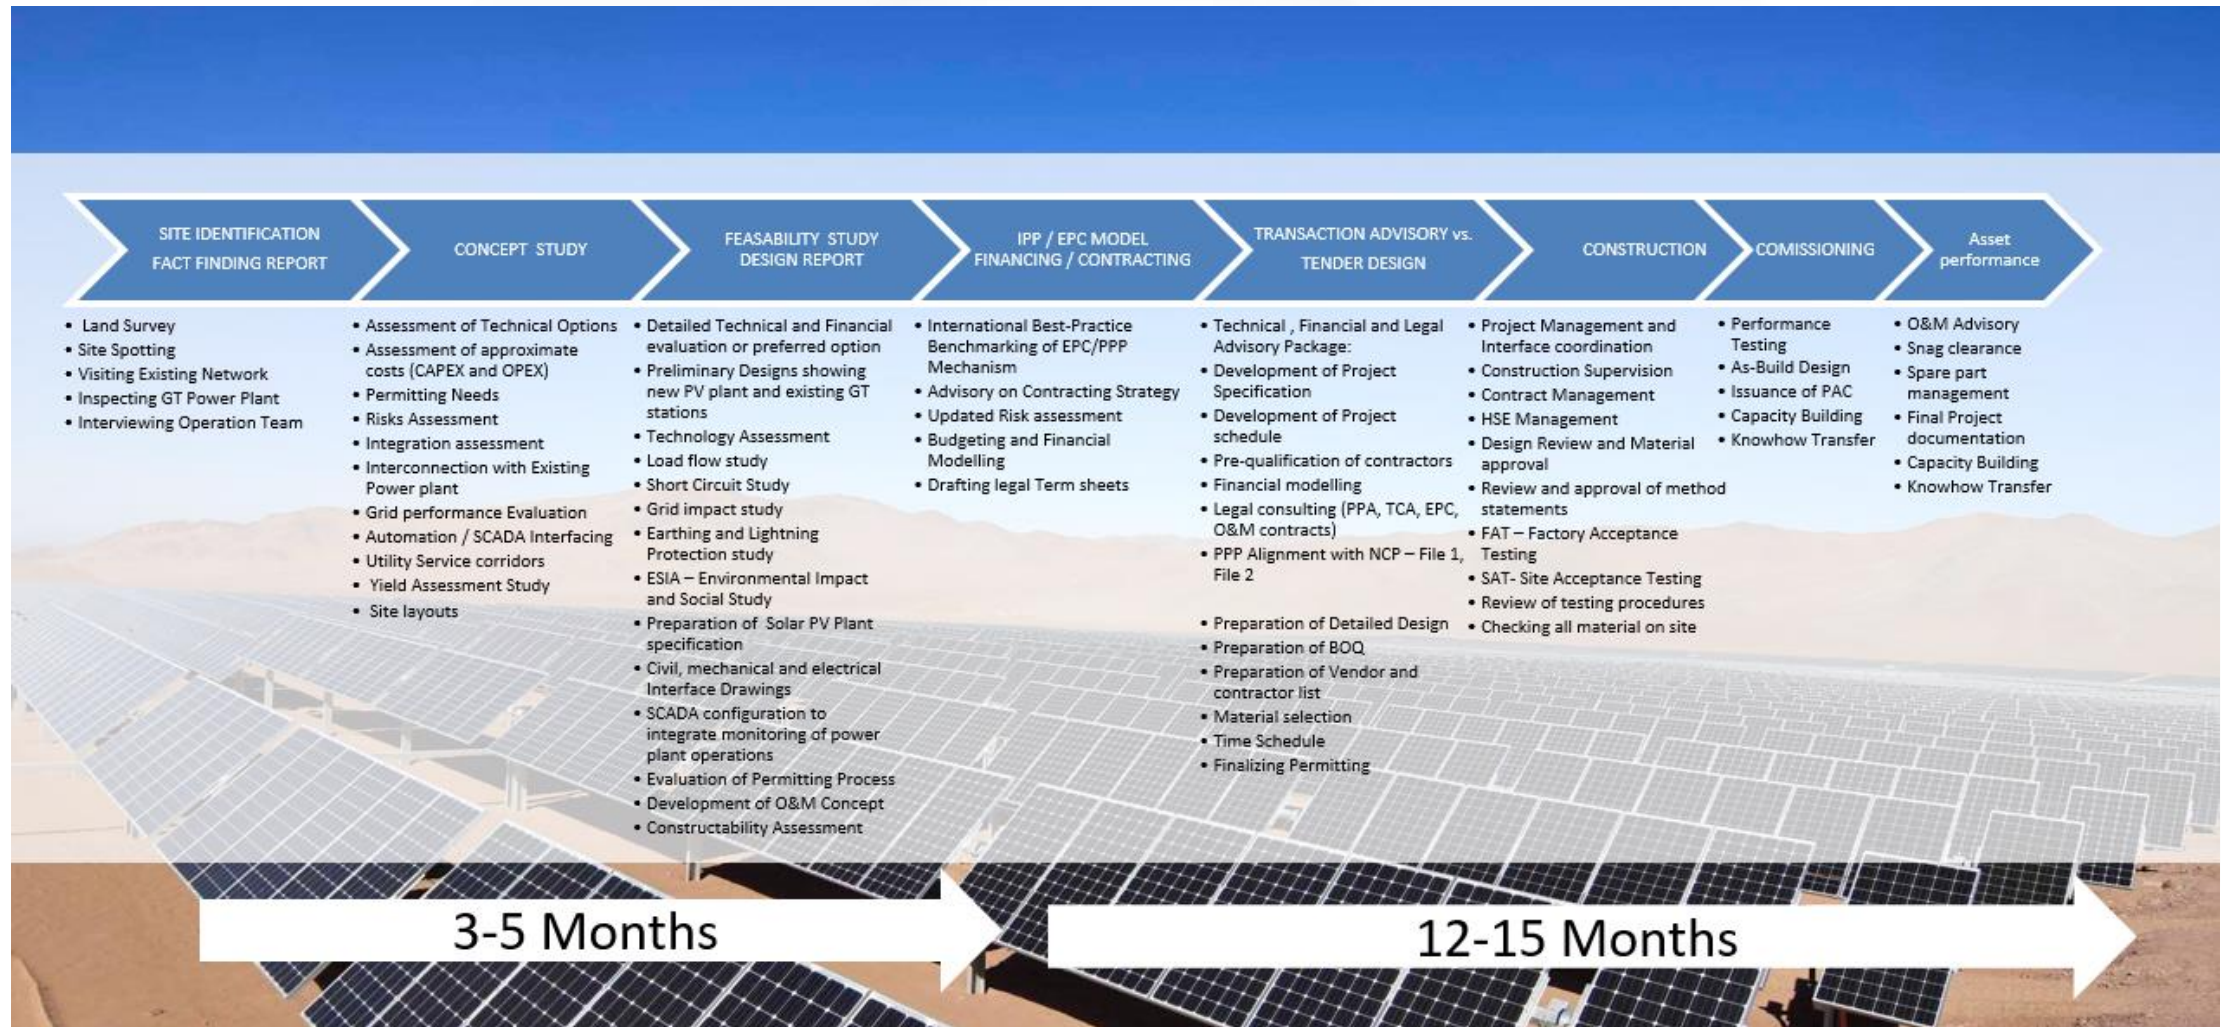 SITE IDENTIFICATION
FACT FINDING REPORT
CONCEPT STUDY
FEASABILITY STUDY
DESIGN REPORT
IPP / EPC MODEL
FINANCING / CONTRACTING
TRANSACTION ADVISORY vs.
TENDER DESIGN
CONSTRUCTION
COMISSIONING
Asset
performance
• Land Survey
• Site Spotting
• Visiting Existing Network
• Inspecting GT Power Plant
• Interviewing Operation Team
• Assessment of Technical Options
• Assessment of approximate
costs (CAPEX and OPEX)
• Permitting Needs
• Risks Assessment
• Integration assessment
• Interconnection with Existing
Power plant
• Grid performance Evaluation
• Automation / SCADA Interfacing
• Utility Service corridors
• Yield Assessment Study
• Site layouts
• Detailed Technical and Financial
evaluation or preferred option
• Preliminary Designs showing
new PV plant and existing GT
stations
• Technology Assessment
• Load flow study
• Short Circuit Study
• Grid impact study
• Earthing and Lightning
Protection study
• ESIA – Environmental Impact
and Social Study
• Preparation of Solar PV Plant
specification
• Civil, mechanical and electrical
Interface Drawings
• SCADA configuration to
integrate monitoring of power
plant operations
• Evaluation of Permitting Process
• Development of O&M Concept
• Constructability Assessment
• International Best-Practice
Benchmarking of EPC/PPP
Mechanism
• Advisory on Contracting Strategy
• Updated Risk assessment
• Budgeting and Financial
Modelling
• Drafting legal Term sheets
• Technical , Financial and Legal
Advisory Package:
• Development of Project
Specification
• Development of Project
schedule
• Pre-qualification of contractors
• Financial modelling
• Legal consulting (PPA, TCA, EPC,
O&M contracts)
• PPP Alignment with NCP – File 1,
File 2
• Preparation of Detailed Design
• Preparation of BOQ
• Preparation of Vendor and
contractor list
• Material selection
• Time Schedule
• Finalizing Permitting
• Project Management and
Interface coordination
• Construction Supervision
• Contract Management
• HSE Management
• Design Review and Material
approval
• Review and approval of method
statements
• FAT – Factory Acceptance
Testing
• SAT- Site Acceptance Testing
• Review of testing procedures
• Checking all material on site
• Performance
Testing
• As-Build Design
• Issuance of PAC
• Capacity Building
• Knowhow Transfer
• O&M Advisory
• Snag clearance
• Spare part
management
• Final Project
documentation
• Capacity Building
• Knowhow Transfer
3-5 Months
12-15 Months